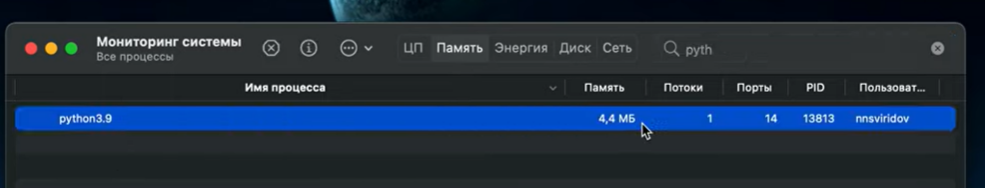 Мониторинг системы
Все процессы
ЦП Память Энергия Диск Сеть
pyth
Имя процесса Память Потоки Порты PID Пользоват...
python3.9 4,4 МБ 1 14 13813 nnsviridov